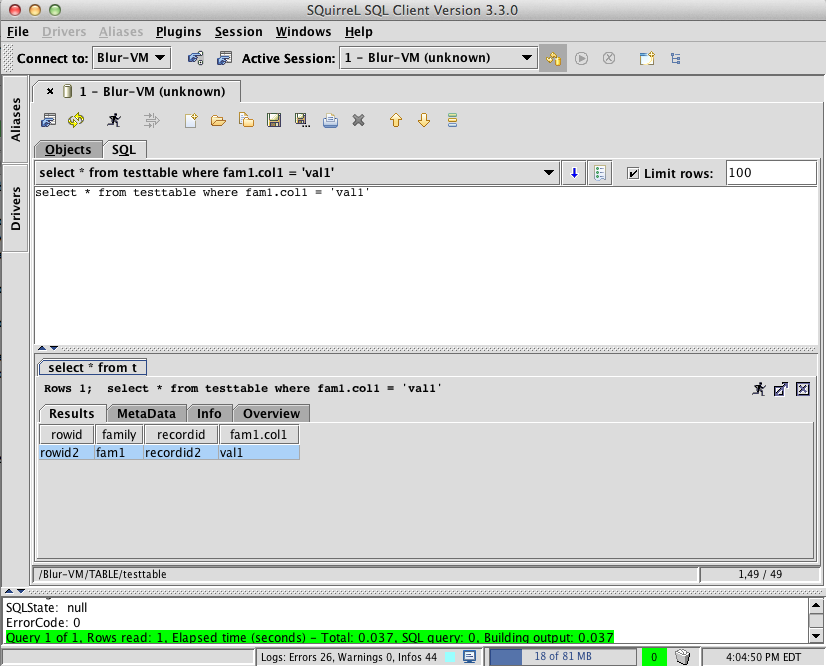 SQuirreL SQL Client Version 3.3.0
File Drivers Aliases Plugins Session Windows Help
Connect to: Blur-VM Active Session: 1 - Blur-VM (unknown)
Aliases
Drivers
1 - Blur-VM (unknown)
Objects SQL
select * from testtable where fam1.col1 = 'val1' Limit rows: 100
select * from testtable where fam1.col1 = 'val1'
select * from t
Rows 1; select * from testtable where fam1.col1 = 'val1'
Results MetaData Info Overview
rowid family recordid fam1.col1
rowid2 fam1 recordid2 val1
/Blur-VM/TABLE/testtable 1,49 / 49
SQLState: null
ErrorCode: 0
Query 1 of 1, Rows read: 1, Elapsed time (seconds) - Total: 0.037, SQL query: 0, Building output: 0.037
Logs: Errors 26, Warnings 0, Infos 44 18 of 81 MB 0 4:04:50 PM EDT